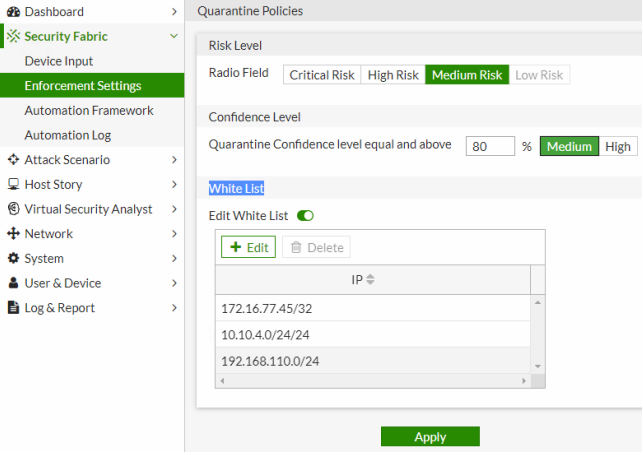 Dashboard
Security Fabric
Device Input
Enforcement Settings
Automation Framework
Automation Log
Attack Scenario
Host Story
Virtual Security Analyst
Network
System
User & Device
Log & Report
Quarantine Policies
Risk Level
Radio Field Critical Risk High Risk Medium Risk Low Risk
Confidence Level
Quarantine Confidence level equal and above 80 % Medium High
White List
Edit White List
+ Edit Delete
IP
172.16.77.45/32
10.10.4.0/24/24
192.168.110.0/24
Apply